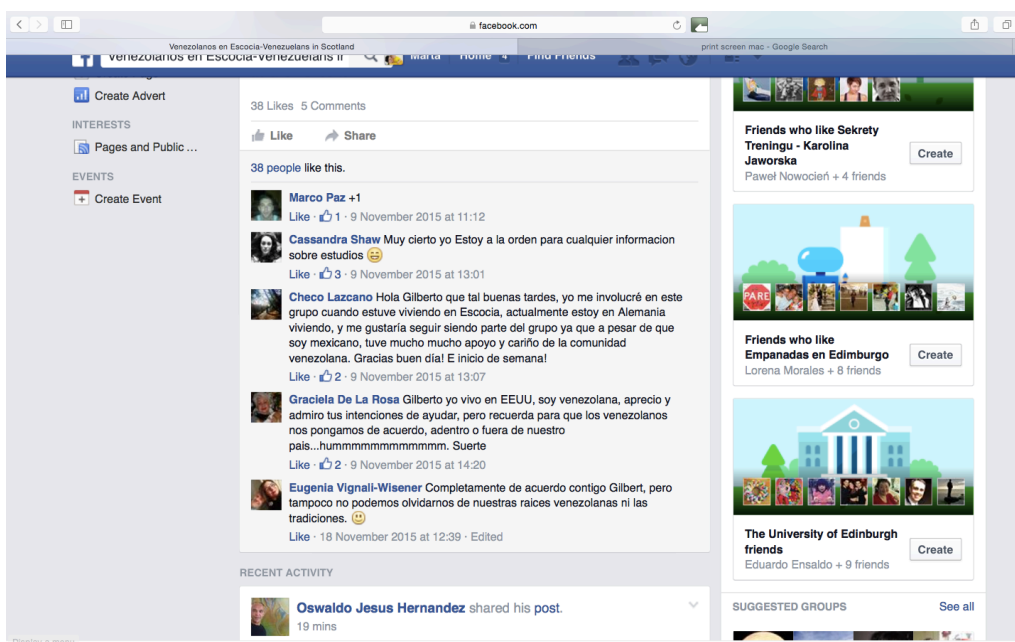 facebook.com
Venezolanos en Escocia-Venezuelans in Scotland
print screen mac - Google Search
Venezolanos en Escocia-Venezuelans in
Marta
Home 4
Find Friends
Create Advert
INTERESTS
Pages and Public ...
EVENTS
Create Event
38 Likes 5 Comments
Like Share
38 people like this.
Marco Paz +1
Like · 1 · 9 November 2015 at 11:12
Cassandra Shaw Muy cierto yo Estoy a la orden para cualquier informacion
sobre estudios
Like · 3 · 9 November 2015 at 13:01
Checo Lazcano Hola Gilberto que tal buenas tardes, yo me involucré en este
grupo cuando estuve viviendo en Escocia, actualmente estoy en Alemania
viviendo, y me gustaría seguir siendo parte del grupo ya que a pesar de que
soy mexicano, tuve mucho mucho apoyo y cariño de la comunidad
venezolana. Gracias buen día! E inicio de semana!
Like · 2 · 9 November 2015 at 13:07
Graciela De La Rosa Gilberto yo vivo en EEUU, soy venezolana, aprecio y
admiro tus intenciones de ayudar, pero recuerda para que los venezolanos
nos pongamos de acuerdo, adentro o fuera de nuestro
pais...hummmmmmmmmmm. Suerte
Like · 2 · 9 November 2015 at 14:20
Eugenia Vignali-Wisener Completamente de acuerdo contigo Gilbert, pero
tampoco no podemos olvidarnos de nuestras raices venezolanas ni las
tradiciones.
Like · 18 November 2015 at 12:39 · Edited
RECENT ACTIVITY
Oswaldo Jesus Hernandez shared his post.
19 mins
Friends who like Sekrety
Treningu - Karolina
Jaworska
Paweł Nowocień + 4 friends
Create
PARE
Friends who like
Empanadas en Edimburgo
Lorena Morales + 8 friends
Create
The University of Edinburgh
friends
Eduardo Ensaldo + 9 friends
Create
SUGGESTED GROUPS
See all
Display a menu